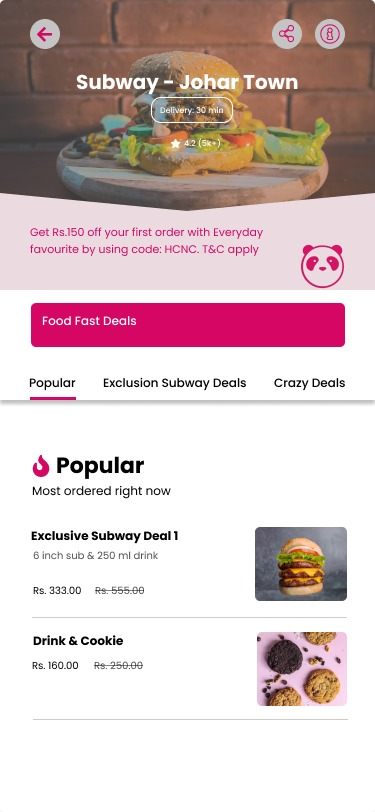 Subway - Johar Town
Delivery: 30 min
4.2 (5k+)
Get Rs.150 off your first order with Everyday
favourite by using code: HCNC. T&C apply
Food Fast Deals
Popular Exclusion Subway Deals Crazy Deals
Popular
Most ordered right now
Exclusive Subway Deal 1
6 inch sub & 250 ml drink
Rs. 333.00 Rs. 555.00
Drink & Cookie
Rs. 160.00 Rs. 250.00